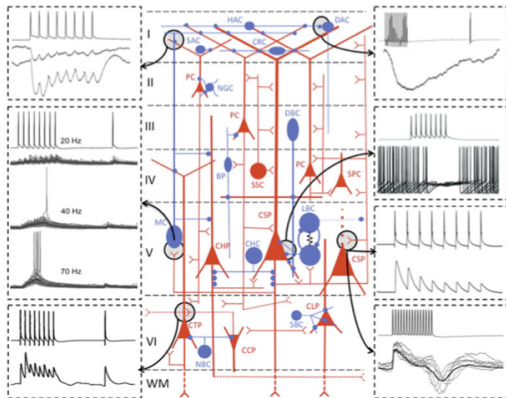 I
HAC
DAC
SAC
CRC
II
PC
NGC
III
PC
DBC
20 Hz
IV
BP
SSC
PC
SPC
40 Hz
CSP
LBC
MC
V
CHP
CHC
CSP
70 Hz
CTP
CLP
VI
SBC
NBC
CCP
WM